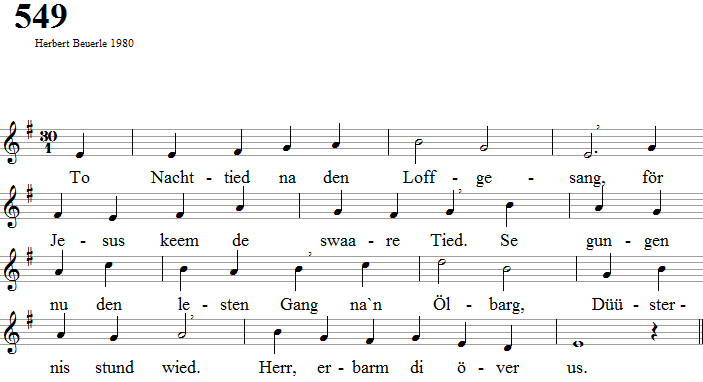 549
Herbert Beuerle 1980
30
1
To Nacht - tied na den Loff - ge - sang, för
Je - sus keem de swaa - re Tied. Se gun - gen
nu den le - sten Gang na`n Öl - barg, Düü - ster -
nis stund wied. Herr, er - barm di ö - ver us.